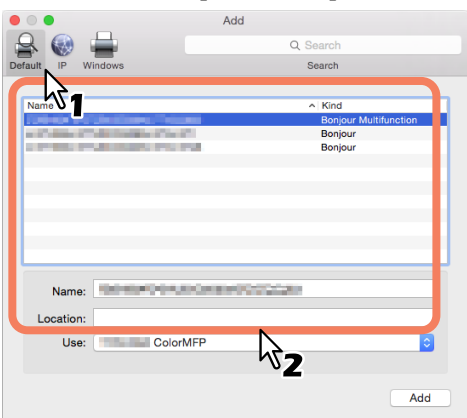 Add
Search
Default IP Windows Search
1
Name Kind
Bonjour Multifunction
Bonjour
Bonjour
Name:
Location:
Use: ColorMFP
2
Add